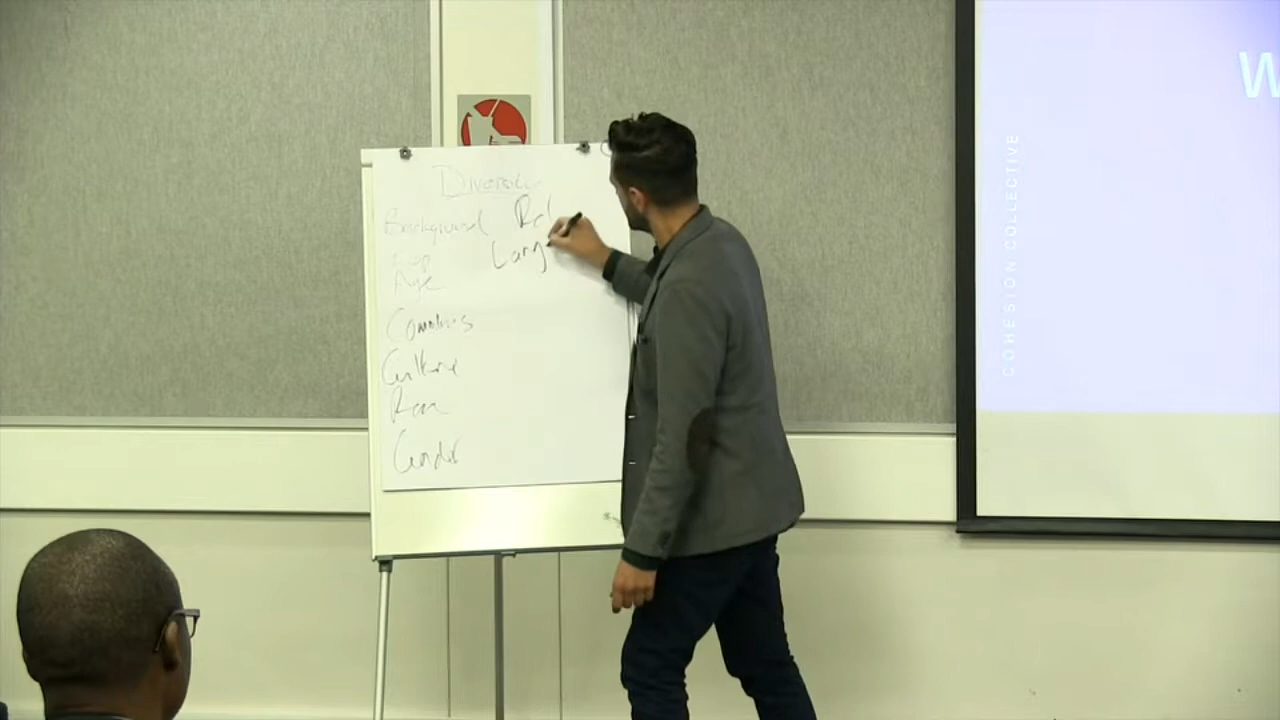 Diversity
Background
Rel
Lang
Age
Countries
Culture
Race
Gender
COHESION COLLECTIVE
W